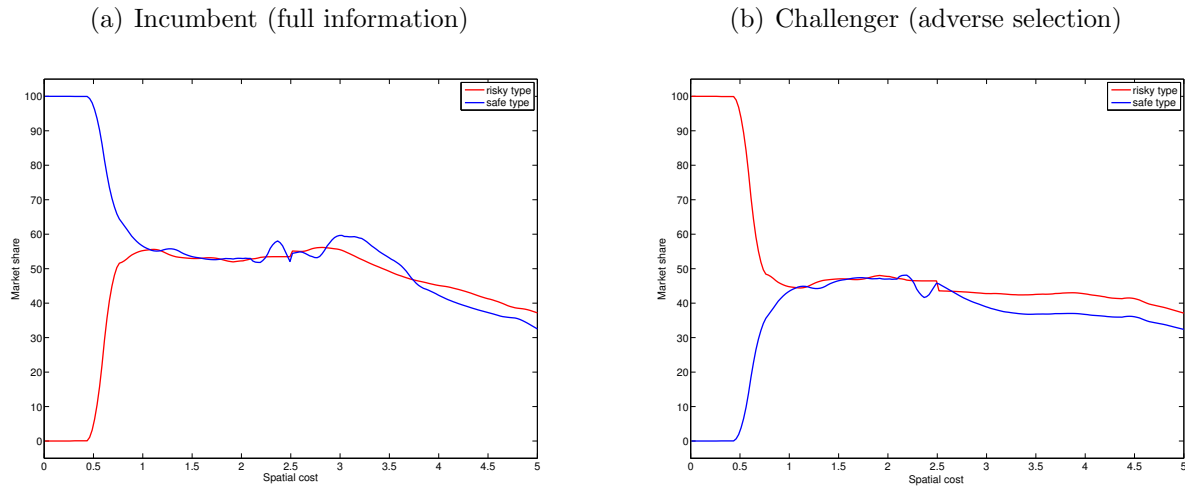 (a) Incumbent (full information)
(b) Challenger (adverse selection)
risky type
safe type
100
90
80
70
60
50
40
30
20
10
0
Market share
0 0.5 1 1.5 2 2.5 3 3.5 4 4.5 5
Spatial cost
risky type
safe type
100
90
80
70
60
50
40
30
20
10
0
Market share
0 0.5 1 1.5 2 2.5 3 3.5 4 4.5 5
Spatial cost